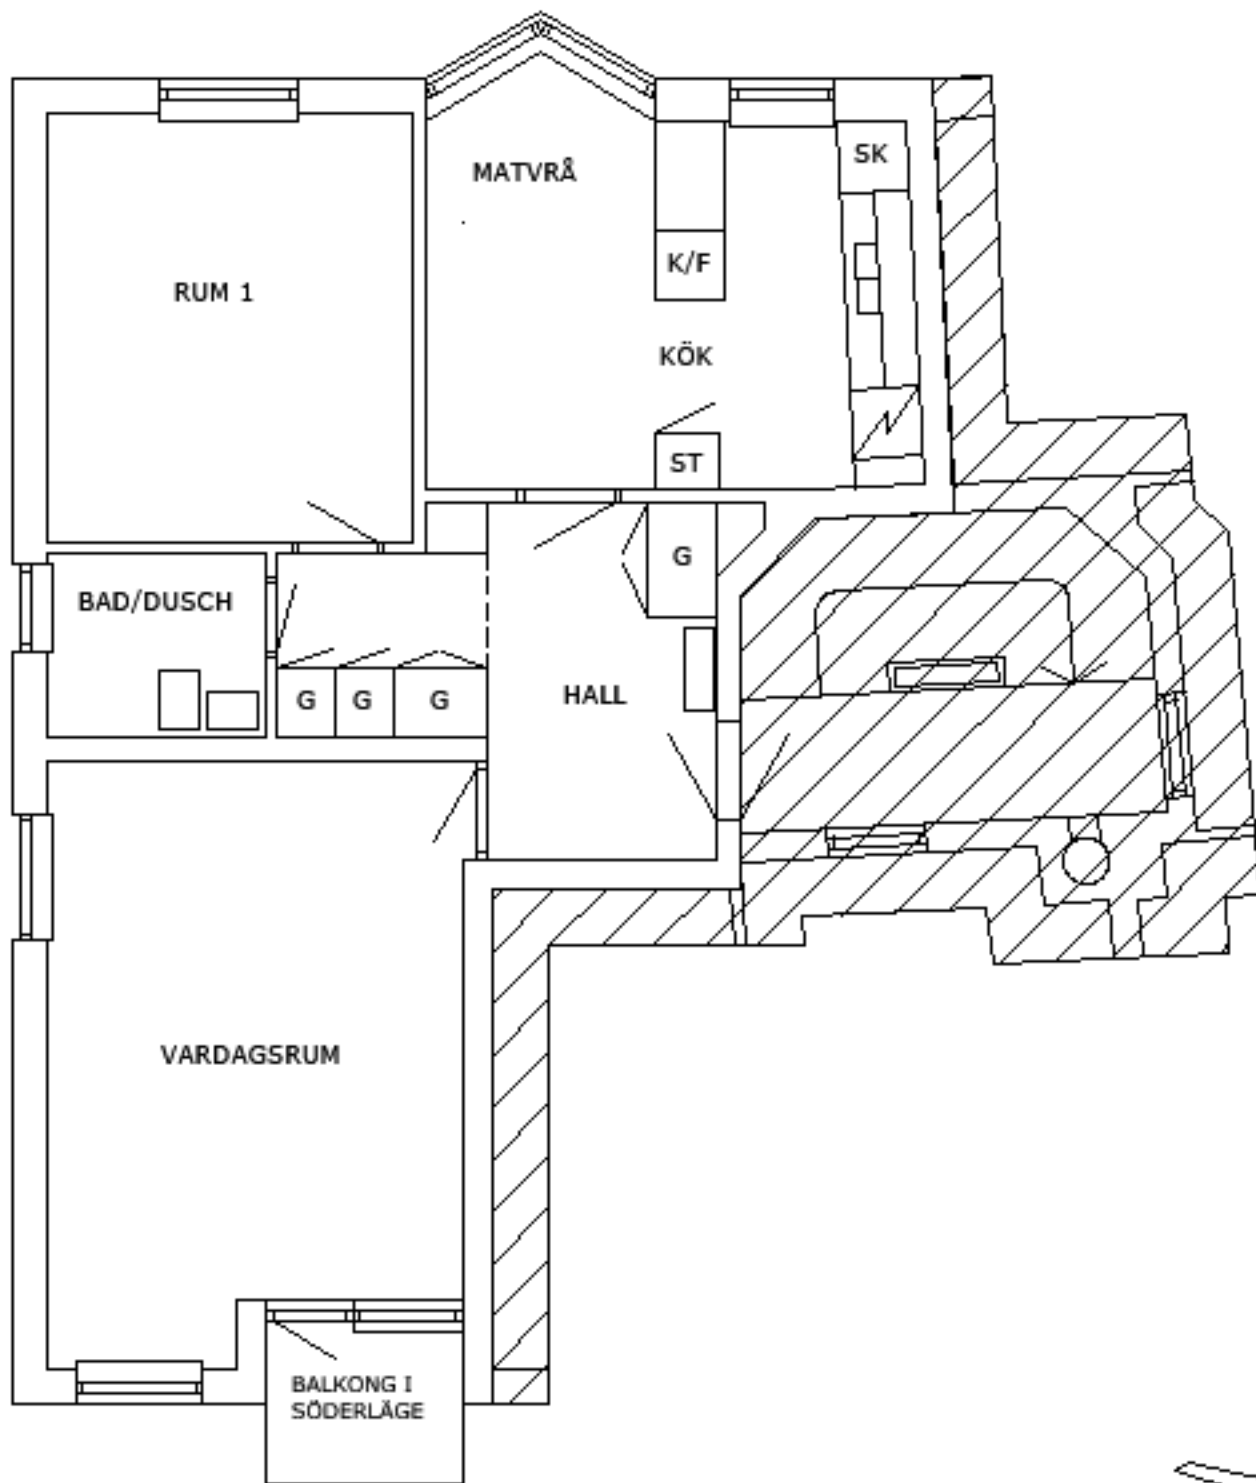 SK
MATVRÅ
K/F
RUM 1
KÖK
ST
G
BAD/DUSCH
G
G
G
HALL
VARDAGSRUM
BALKONG I
SÖDERLÄGE